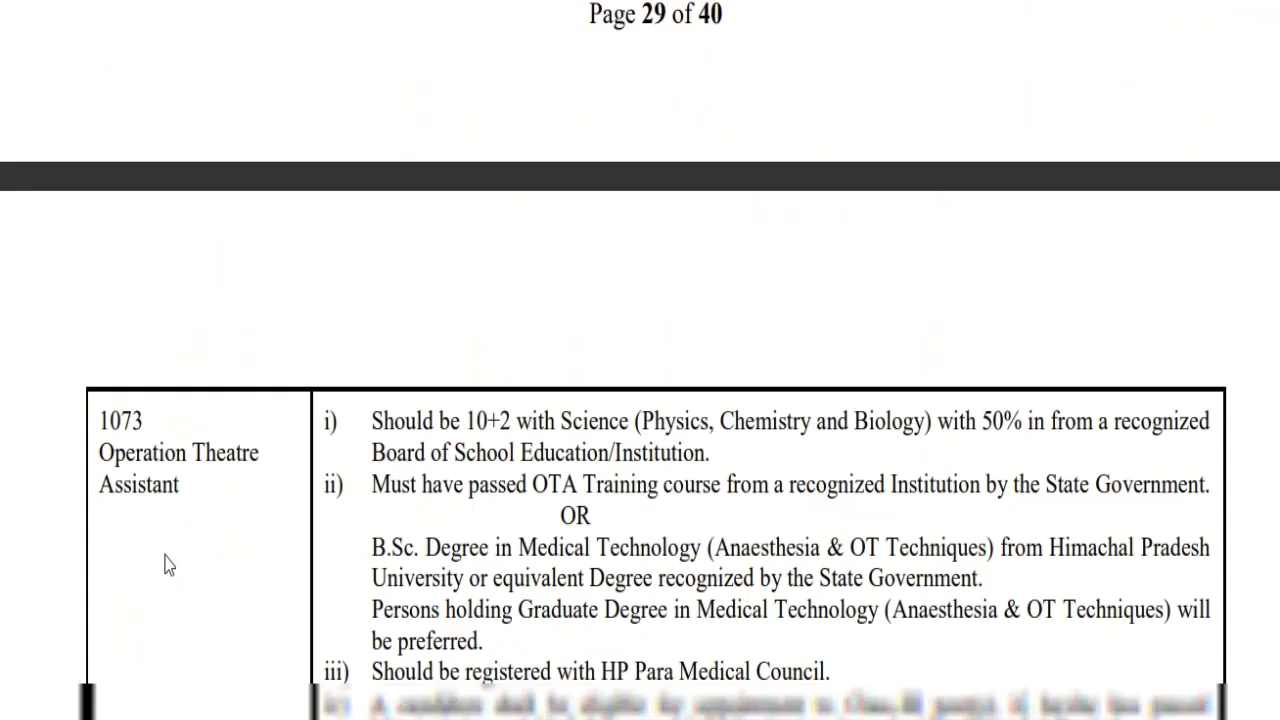 Page 29 of 40
1073
Operation Theatre
Assistant
i) Should be 10+2 with Science (Physics, Chemistry and Biology) with 50% in from a recognized
Board of School Education/Institution.
ii) Must have passed OTA Training course from a recognized Institution by the State Government.
OR
B.Sc. Degree in Medical Technology (Anaesthesia & OT Techniques) from Himachal Pradesh
University or equivalent Degree recognized by the State Government.
Persons holding Graduate Degree in Medical Technology (Anaesthesia & OT Techniques) will
be preferred.
iii) Should be registered with HP Para Medical Council.